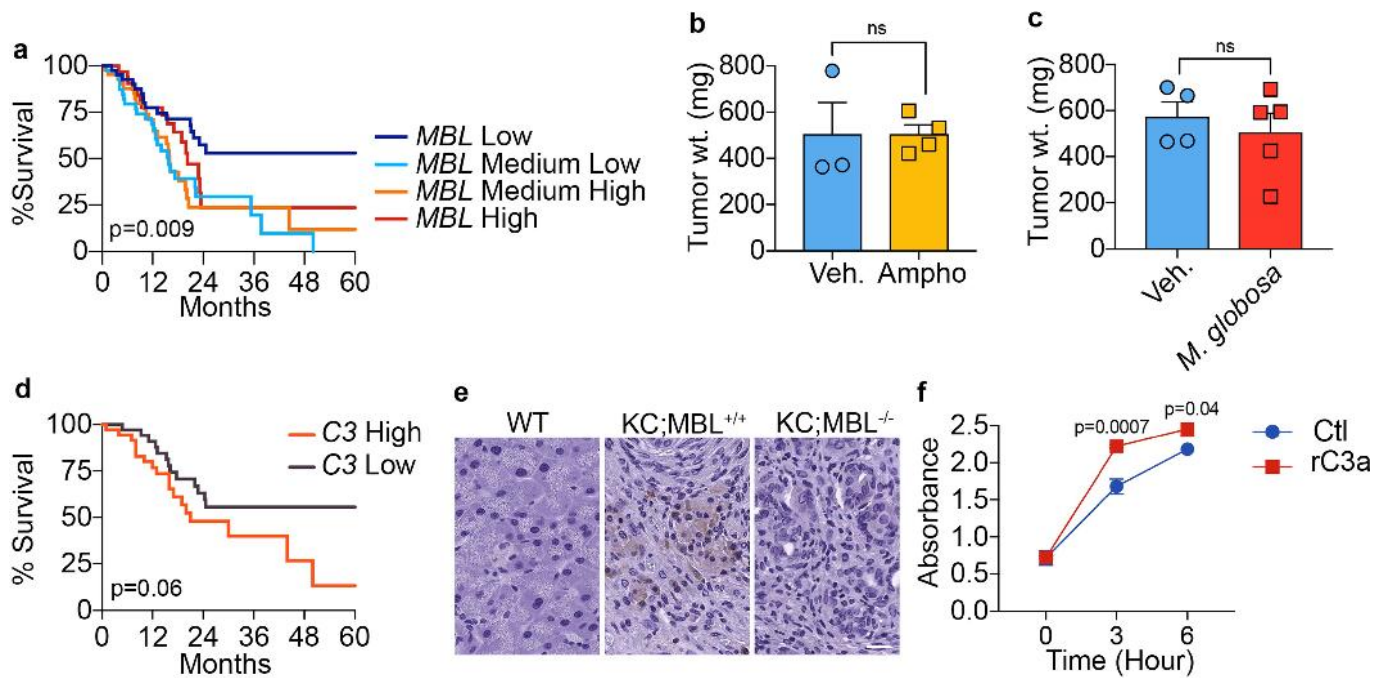 a
100
75
50
25
0
%Survival
p=0.009
0 12 24 36 48 60
Months
MBL Low
MBL Medium Low
MBL Medium High
MBL High
b
ns
800
600
400
200
0
Tumor wt. (mg)
Veh. Ampho
c
ns
800
600
400
200
0
Tumor wt. (mg)
Veh.
M. globosa
d
100
75
50
25
0
% Survival
p=0.06
0 12 24 36 48 60
Months
C3 High
C3 Low
e
WT KC;MBL+/+ KC;MBL-/-
f
p=0.0007
p=0.04
2.5
2.0
1.5
1.0
0.5
0.0
Absorbance
0 3 6
Time (Hour)
Ctl
rC3a